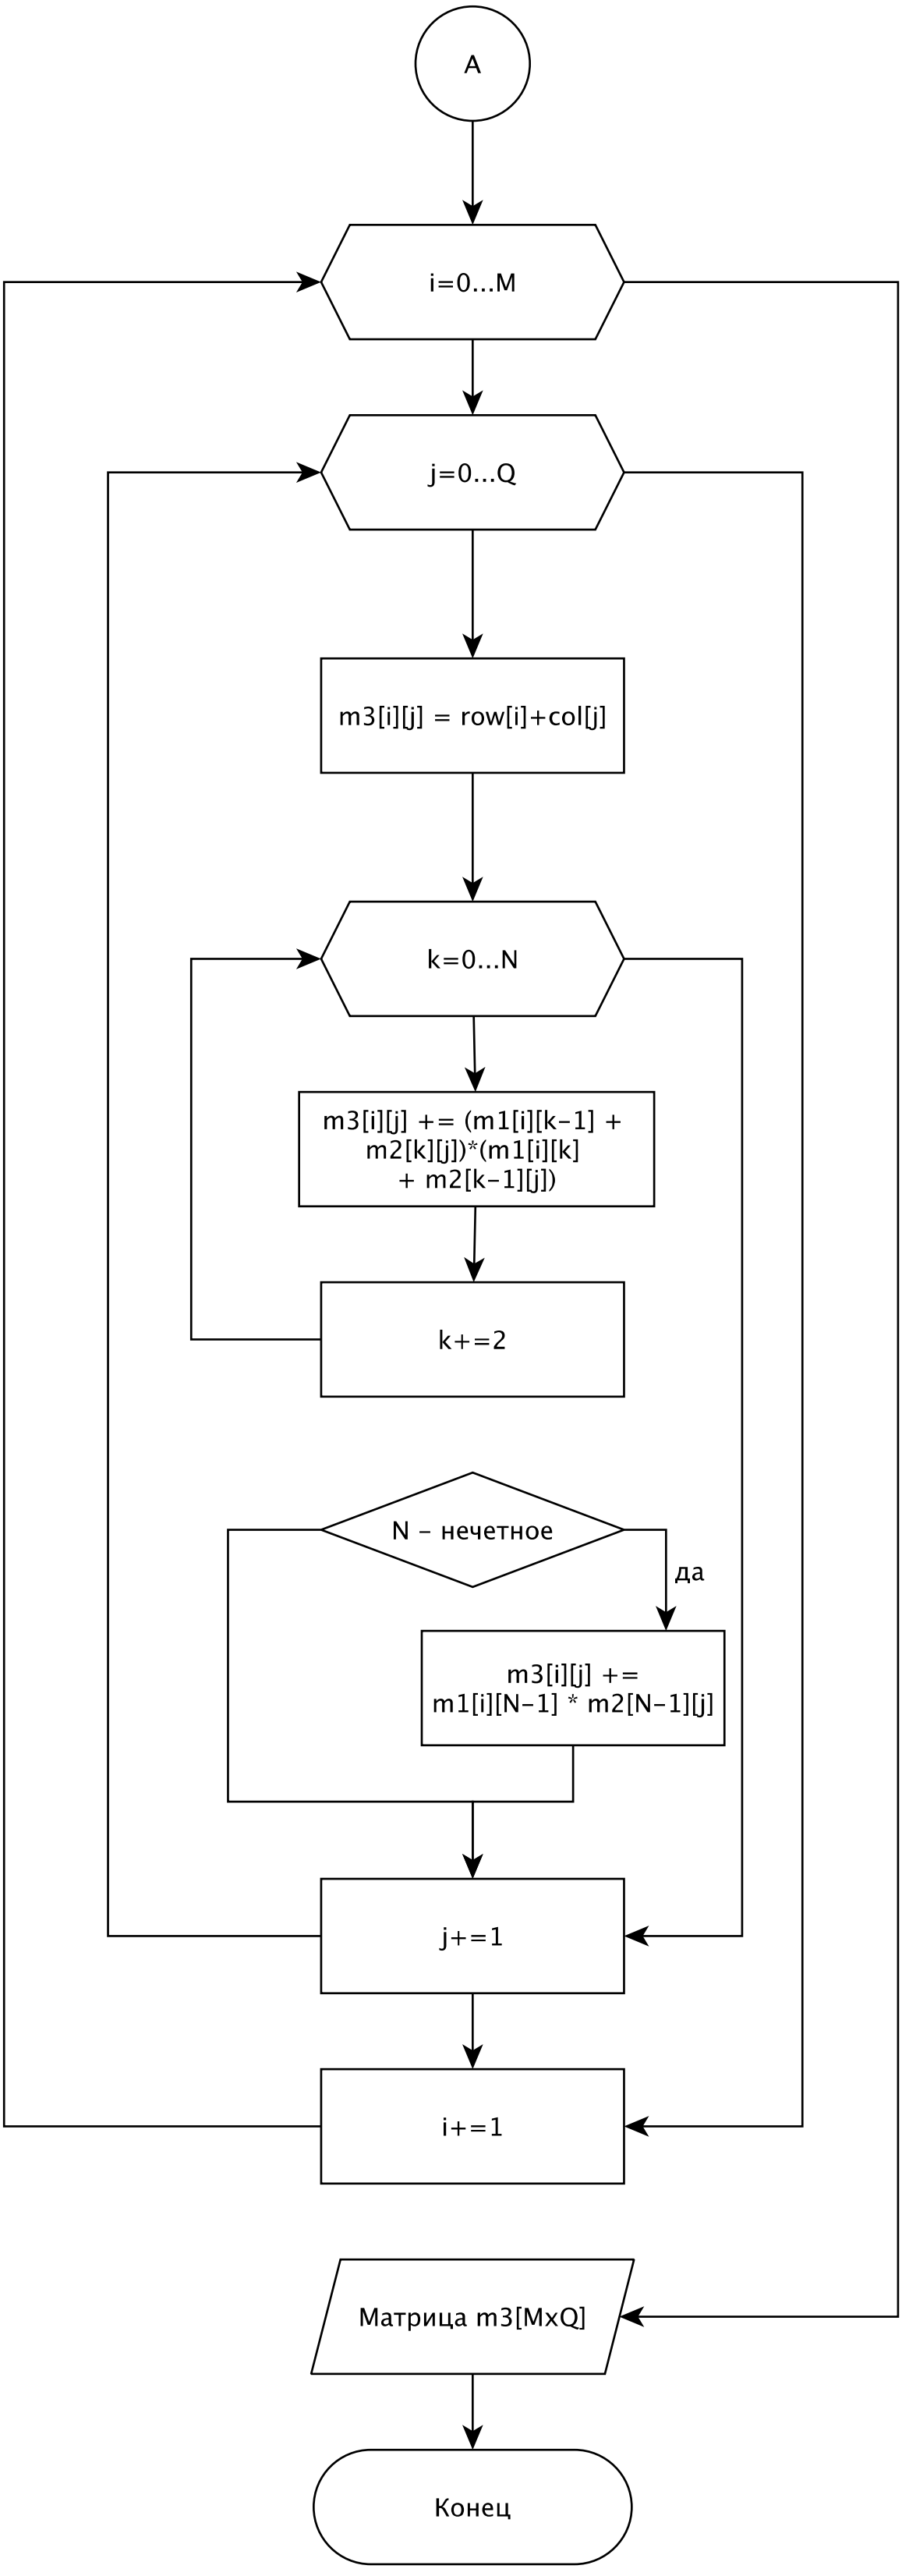 A
i=0...M
j=0...Q
m3[i][j] = row[i]+col[j]
k=0...N
m3[i][j] += (m1[i][k-1] +
m2[k][j])*(m1[i][k]
+ m2[k-1][j])
k+=2
N - нечетное
да
m3[i][j] +=
m1[i][N-1] * m2[N-1][j]
j+=1
i+=1
Матрица m3[MxQ]
Конец